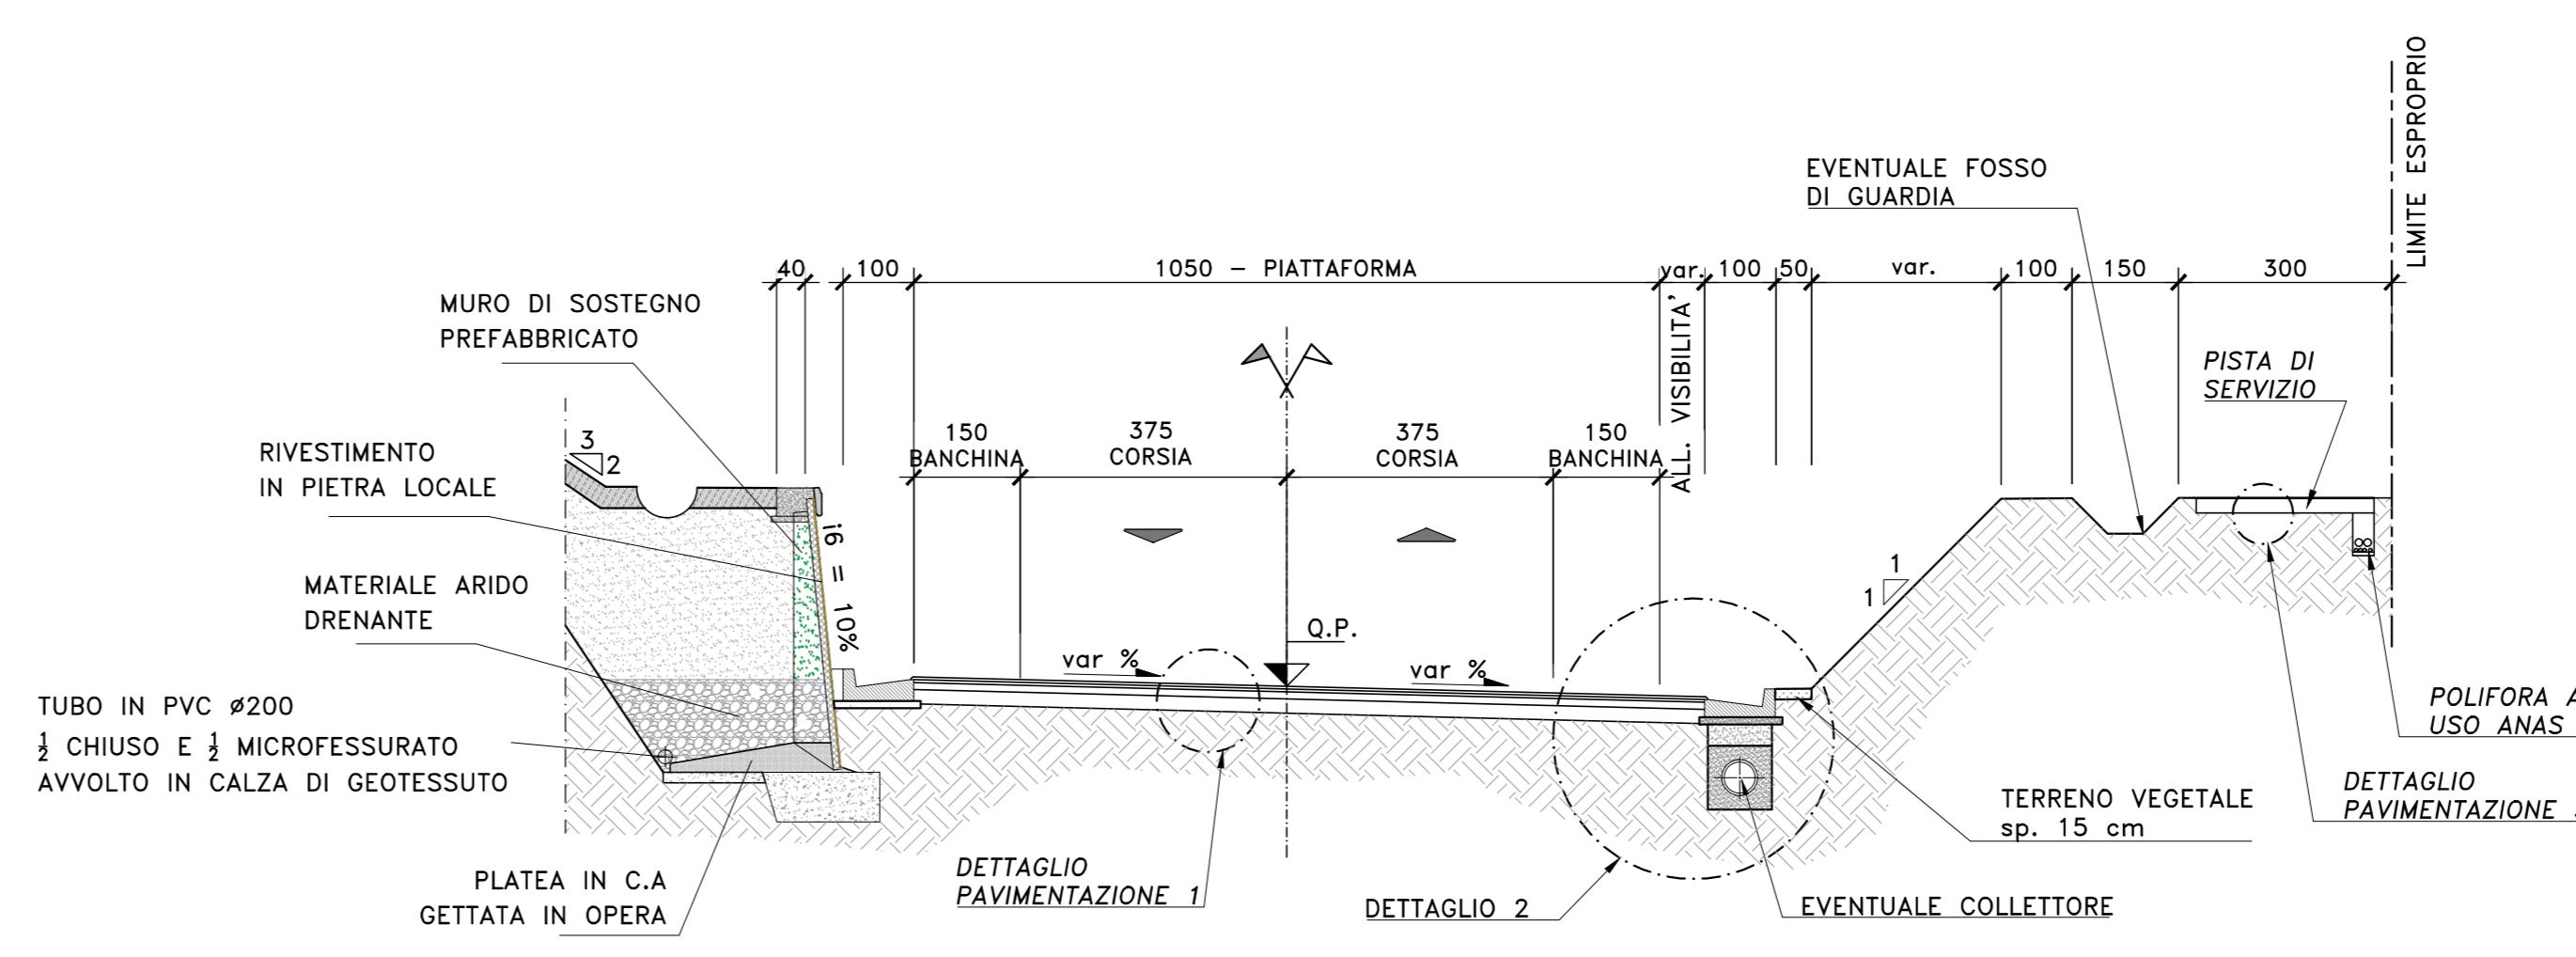 LIMITE ESPROPRIO
EVENTUALE FOSSO
DI GUARDIA
40 100 1050 – PIATTAFORMA var. 100 50 var. 100 150 300
MURO DI SOSTEGNO
PREFABBRICATO
ALL. VISIBILITA'
PISTA DI
SERVIZIO
150
BANCHINA
375
CORSIA
375
CORSIA
150
BANCHINA
3
2
RIVESTIMENTO
IN PIETRA LOCALE
i6 = 10%
MATERIALE ARIDO
DRENANTE
1
1
Q.P.
var %
var %
TUBO IN PVC ø200
½ CHIUSO E ½ MICROFESSURATO
AVVOLTO IN CALZA DI GEOTESSUTO
POLIFORA
USO ANAS
DETTAGLIO
PAVIMENTAZIONE
TERRENO VEGETALE
sp. 15 cm
PLATEA IN C.A
GETTATA IN OPERA
DETTAGLIO
PAVIMENTAZIONE 1
DETTAGLIO 2
EVENTUALE COLLETTORE